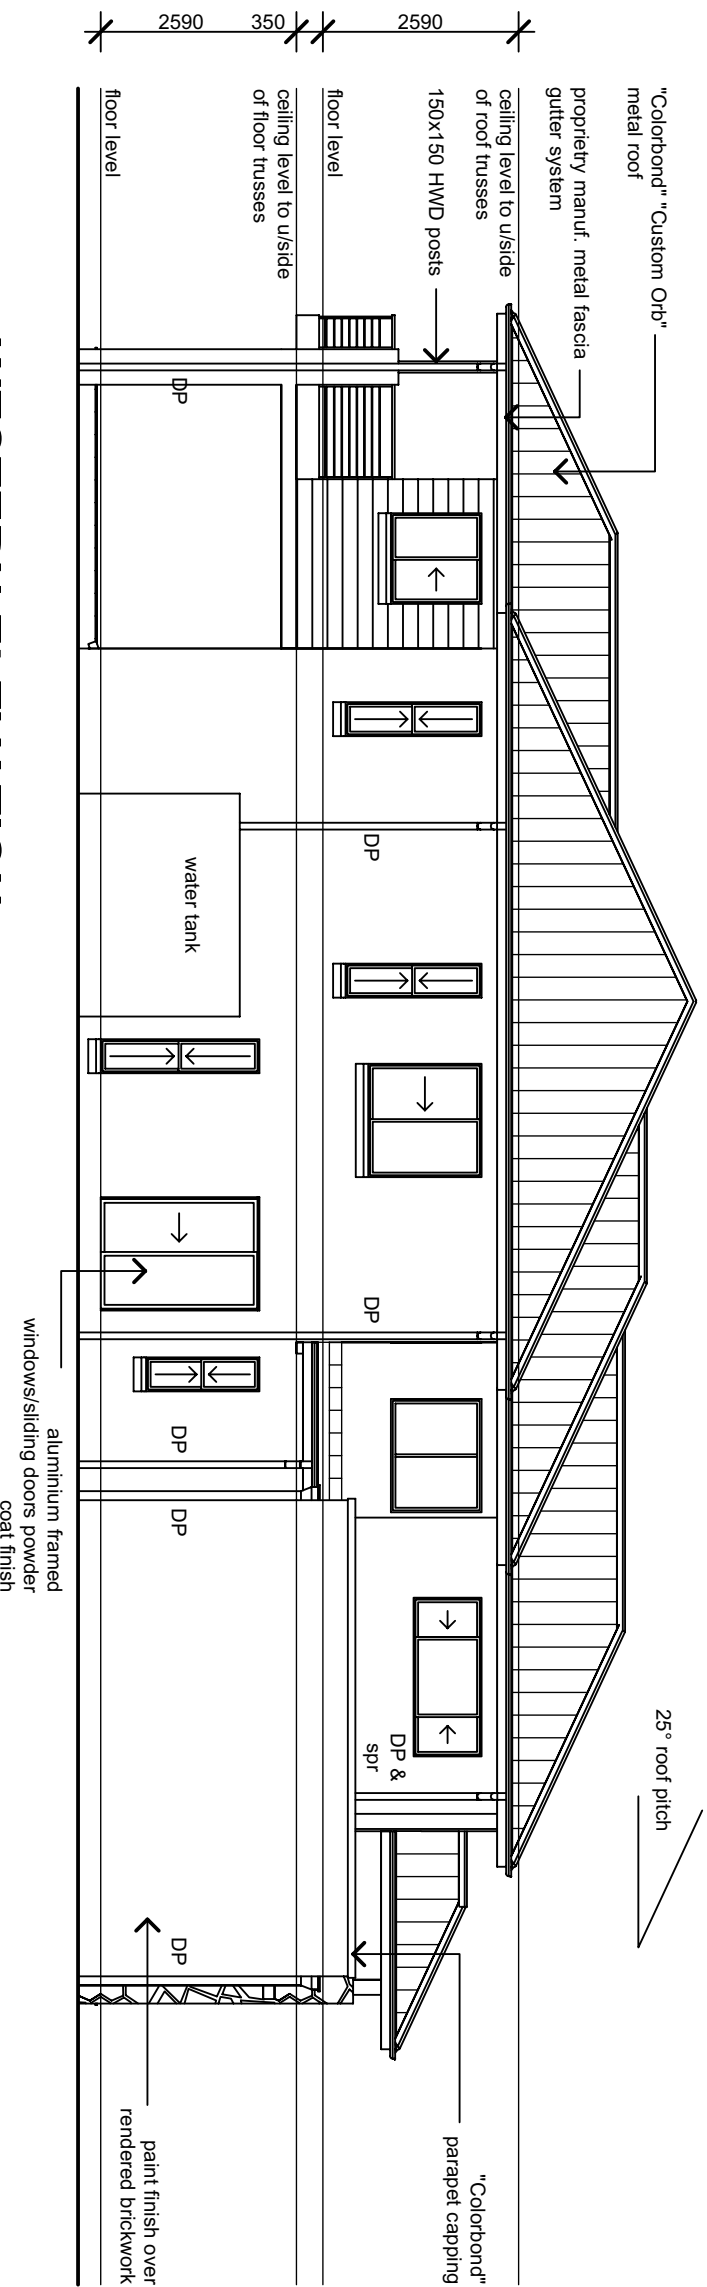 "Colorbond" "Custom Orb"
metal roof
proprietry manuf. metal fascia
gutter system
ceiling level to u/side
of roof trusses
150x150 HWD posts
floor level
ceiling level to u/side
of floor trusses
floor level
2590
350
2590
25° roof pitch
DP
DP
DP
water tank
DP &
spr
DP
DP
DP
aluminium framed
windows/sliding doors powder
coat finish
"Colorbond"
parapet capping
paint finish over
rendered brickwork